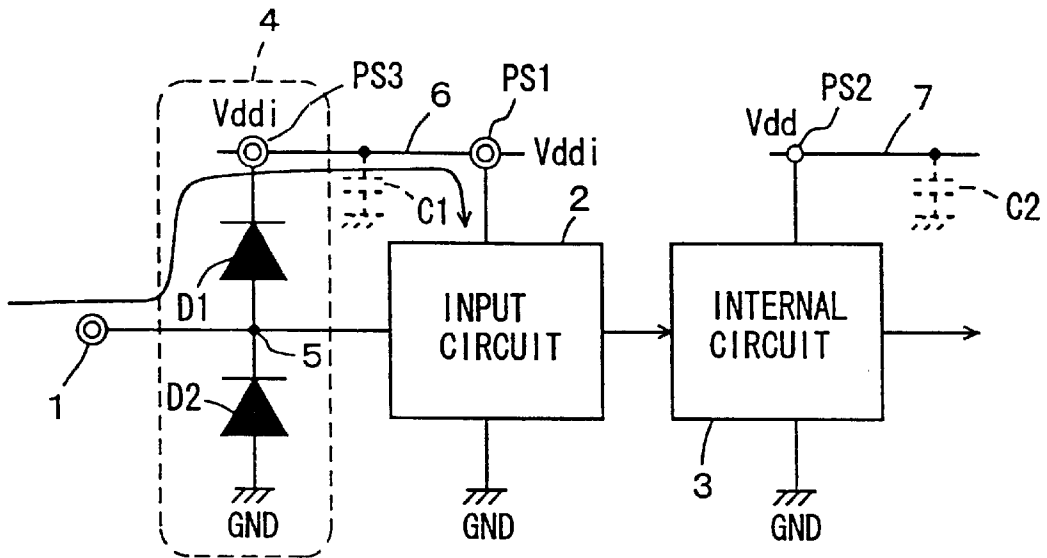 4
PS3
PS1
PS2
Vddi
6
Vddi
Vdd
7
C1
2
C2
D1
INPUT
CIRCUIT
INTERNAL
CIRCUIT
1
5
D2
3
GND
GND
GND